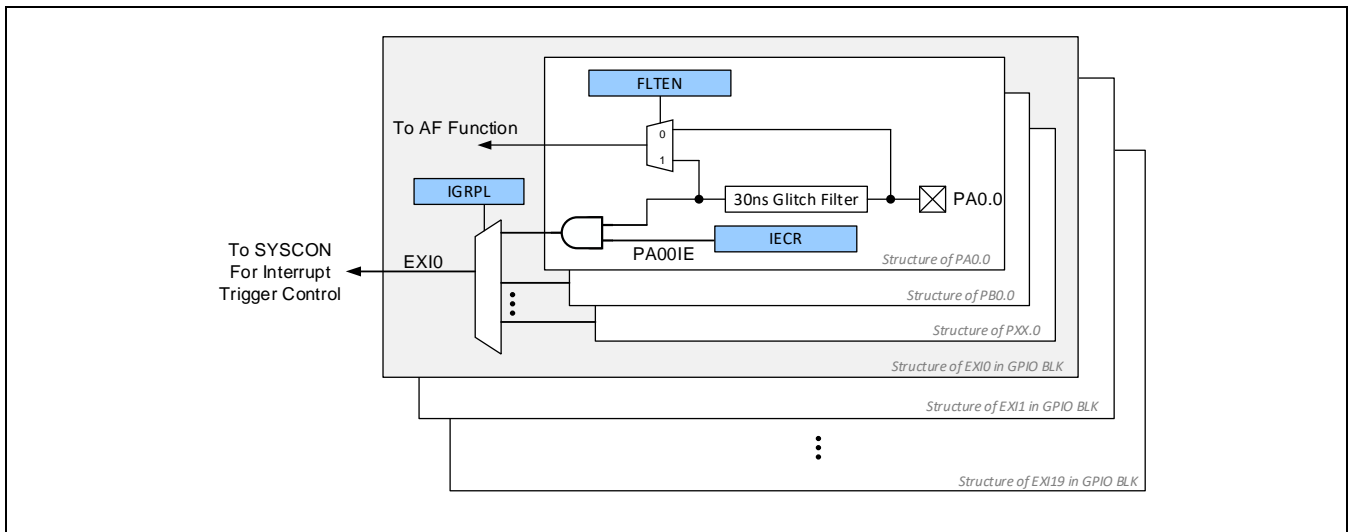 FLTEN
To AF Function
0
1
IGRPL
30ns Glitch Filter
PA0.0
To SYSCON
For Interrupt
Trigger Control
EXI0
PA00IE
IECR
Structure of PA0.0
Structure of PB0.0
Structure of PXX.0
Structure of EXI0 in GPIO BLK
Structure of EXI1 in GPIO BLK
Structure of EXI19 in GPIO BLK